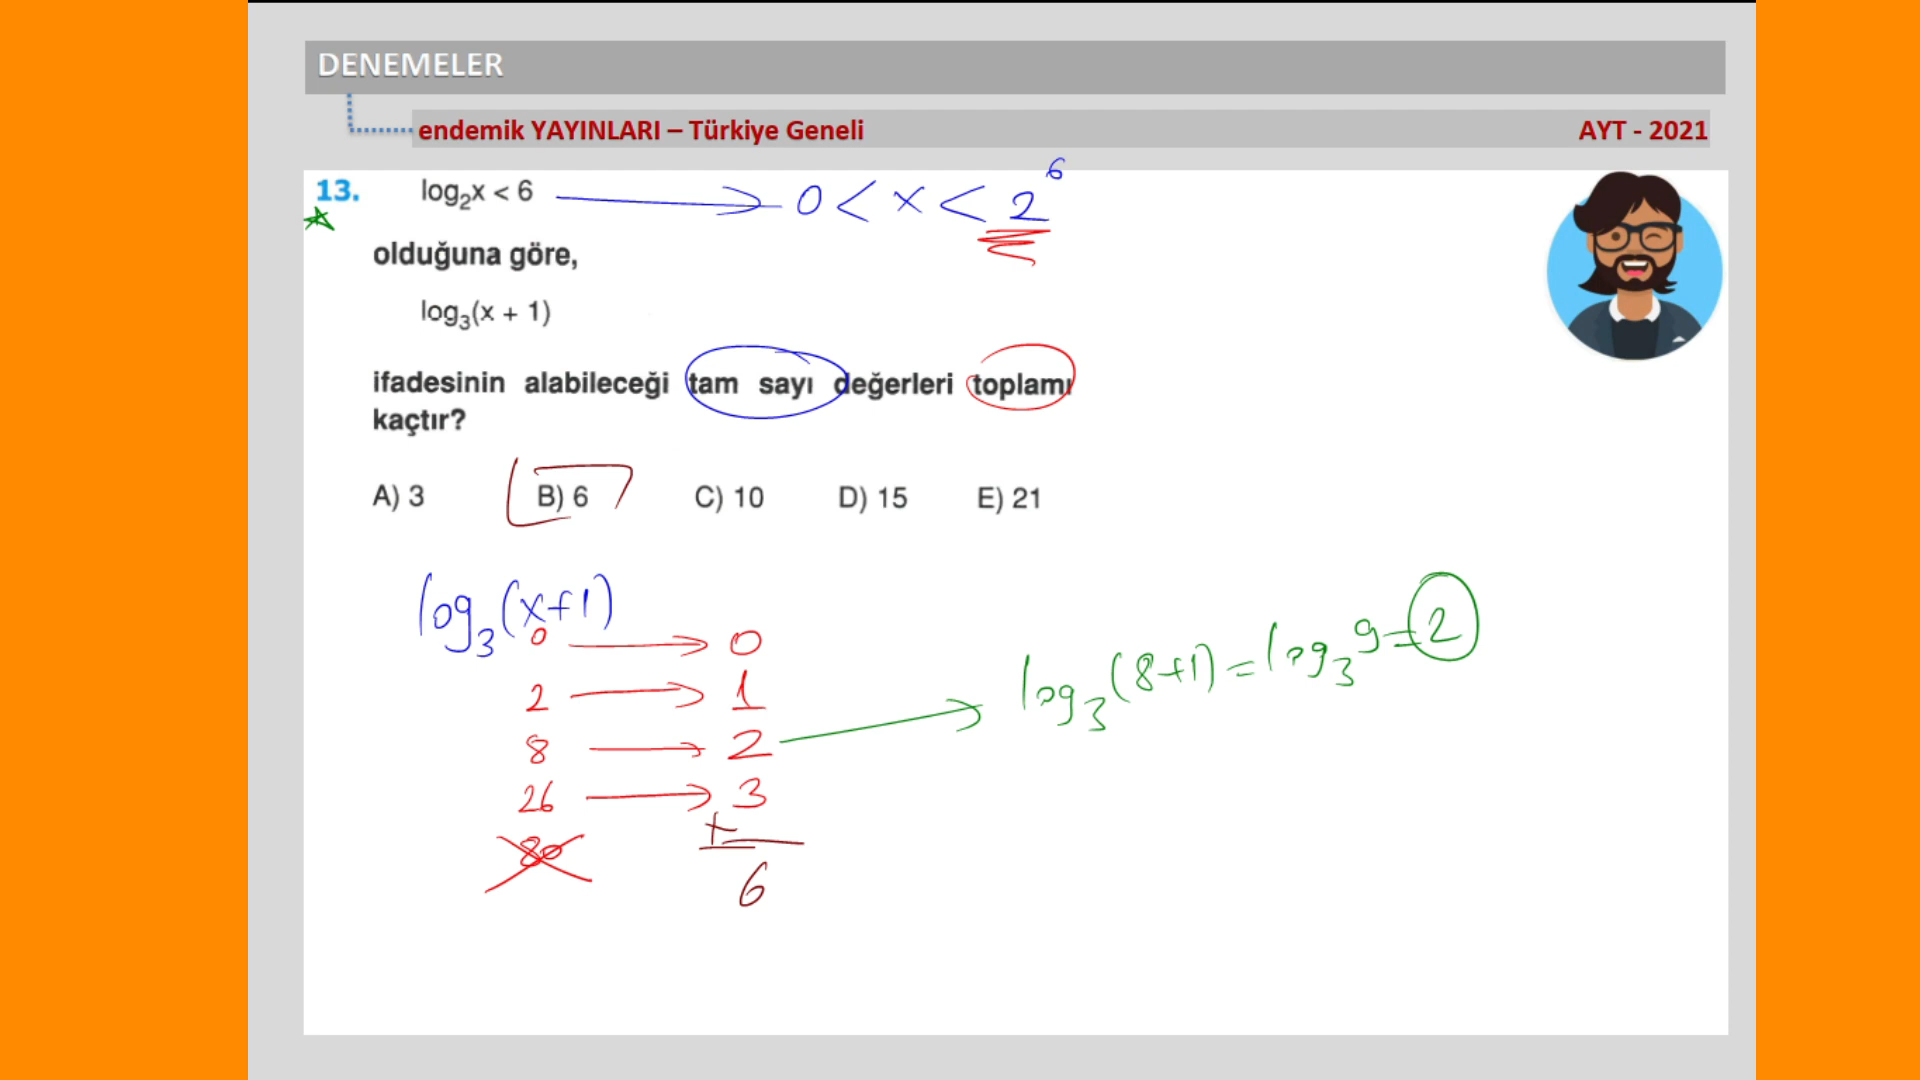 DENEMELER
endemik YAYINLARI – Türkiye Geneli AYT - 2021
13. log₂x < 6 → 0 < x < 2⁶
olduğuna göre,
log₃(x + 1)
ifadesinin alabileceği tam sayı değerleri toplamı
kaçtır?
A) 3 B) 6 C) 10 D) 15 E) 21
log₃(x+1)
0 → 0
2 → 1
8 → 2 → log₃(8+1) = log₃9 = 2
26 → 3
80 +
6